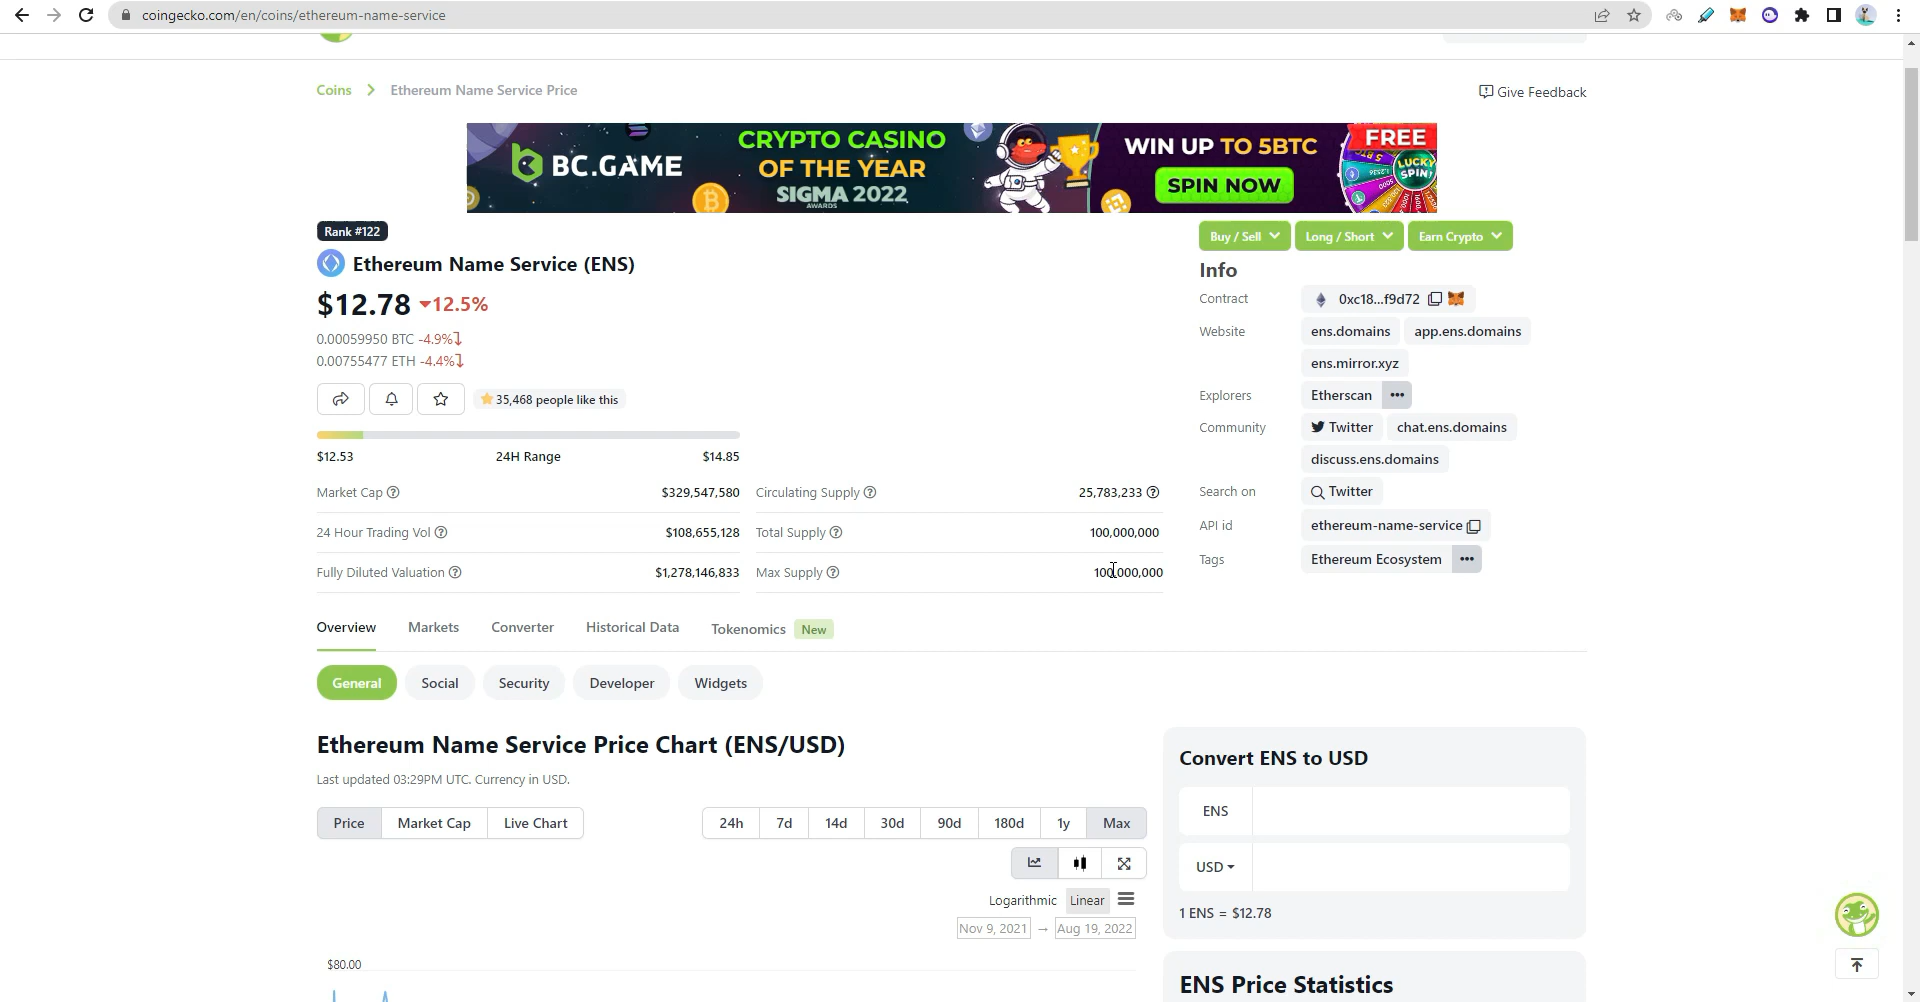 coingecko.com/en/coins/ethereum-name-service
Coins > Ethereum Name Service Price
Give Feedback
BC.GAME
CRYPTO CASINO
OF THE YEAR
SIGMA 2022
AWARDS
WIN UP TO 5BTC
SPIN NOW
FREE
LUCKY
SPIN!
Rank #122
Ethereum Name Service (ENS)
$12.78 12.5%
0.00059950 BTC -4.9%
0.00755477 ETH -4.4%
35,468 people like this
$12.53 24H Range $14.85
Market Cap $329,547,580
24 Hour Trading Vol $108,655,128
Fully Diluted Valuation $1,278,146,833
Circulating Supply 25,783,233
Total Supply 100,000,000
Max Supply 100,000,000
Buy / Sell Long / Short Earn Crypto
Info
Contract 0xc18...f9d72
Website ens.domains app.ens.domains
ens.mirror.xyz
Explorers Etherscan
Community Twitter chat.ens.domains
discuss.ens.domains
Search on Twitter
API id ethereum-name-service
Tags Ethereum Ecosystem
Overview Markets Converter Historical Data Tokenomics New
General Social Security Developer Widgets
Ethereum Name Service Price Chart (ENS/USD)
Last updated 03:29PM UTC. Currency in USD.
Price Market Cap Live Chart
24h 7d 14d 30d 90d 180d 1y Max
Logarithmic Linear
Nov 9, 2021 → Aug 19, 2022
$80.00
Convert ENS to USD
ENS
USD
1 ENS = $12.78
ENS Price Statistics